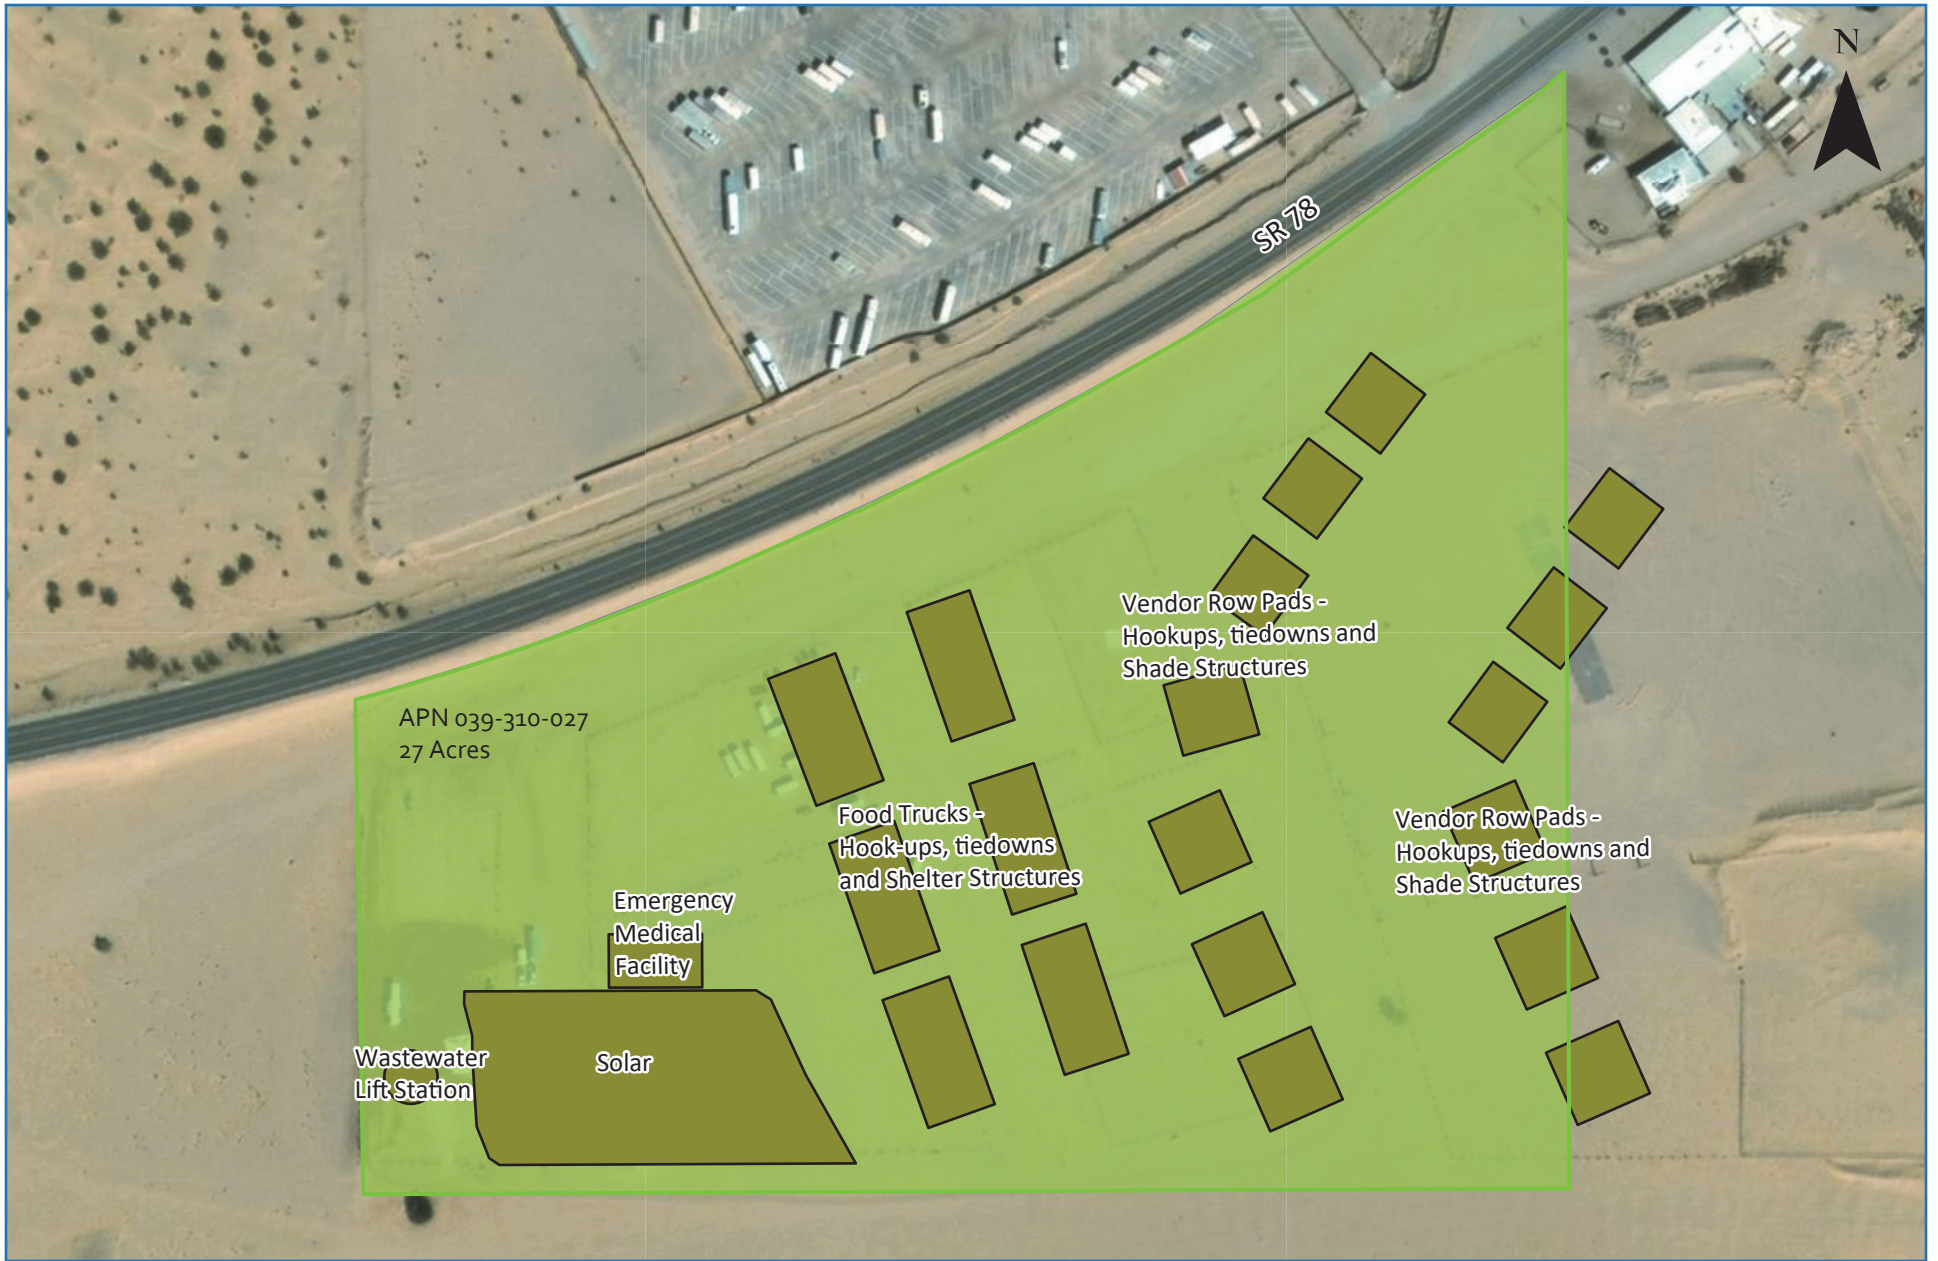 N
SR 78
Vendor Row Pads -
Hookups, tiedowns and
Shade Structures
APN 039-310-027
27 Acres
Food Trucks -
Hook-ups, tiedowns
and Shelter Structures
Vendor Row Pads -
Hookups, tiedowns and
Shade Structures
Emergency
Medical
Facility
Wastewater
Lift Station
Solar